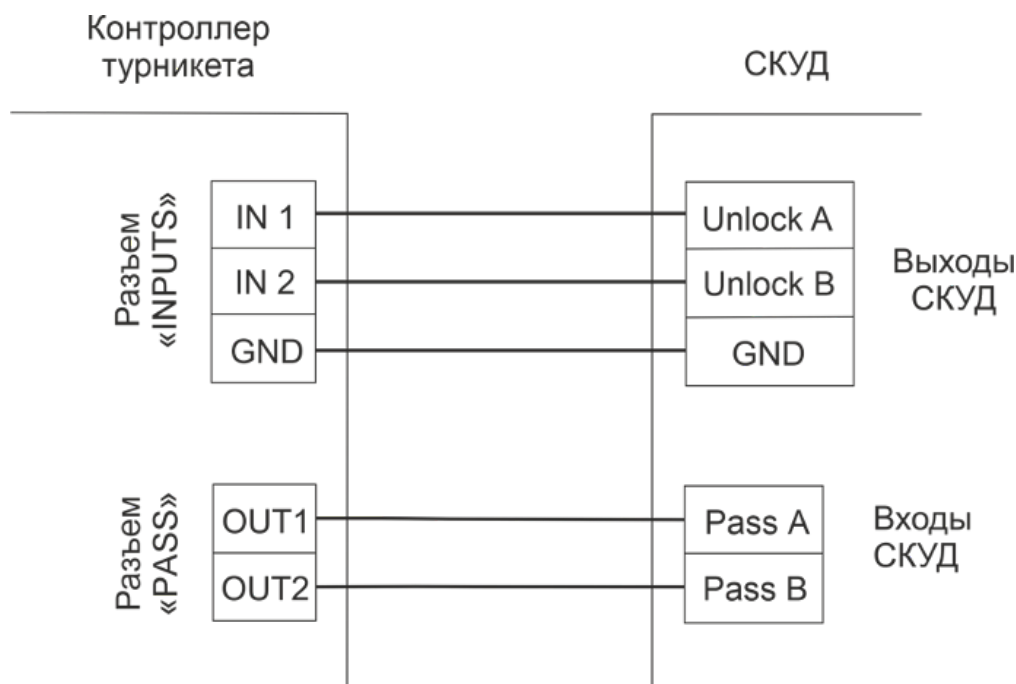 Контроллер
турникета
СКУД
Разъем
«INPUTS»
IN 1
IN 2
GND
Unlock A
Unlock B
GND
Выходы
СКУД
Разъем
«PASS»
OUT1
OUT2
Pass A
Pass B
Входы
СКУД